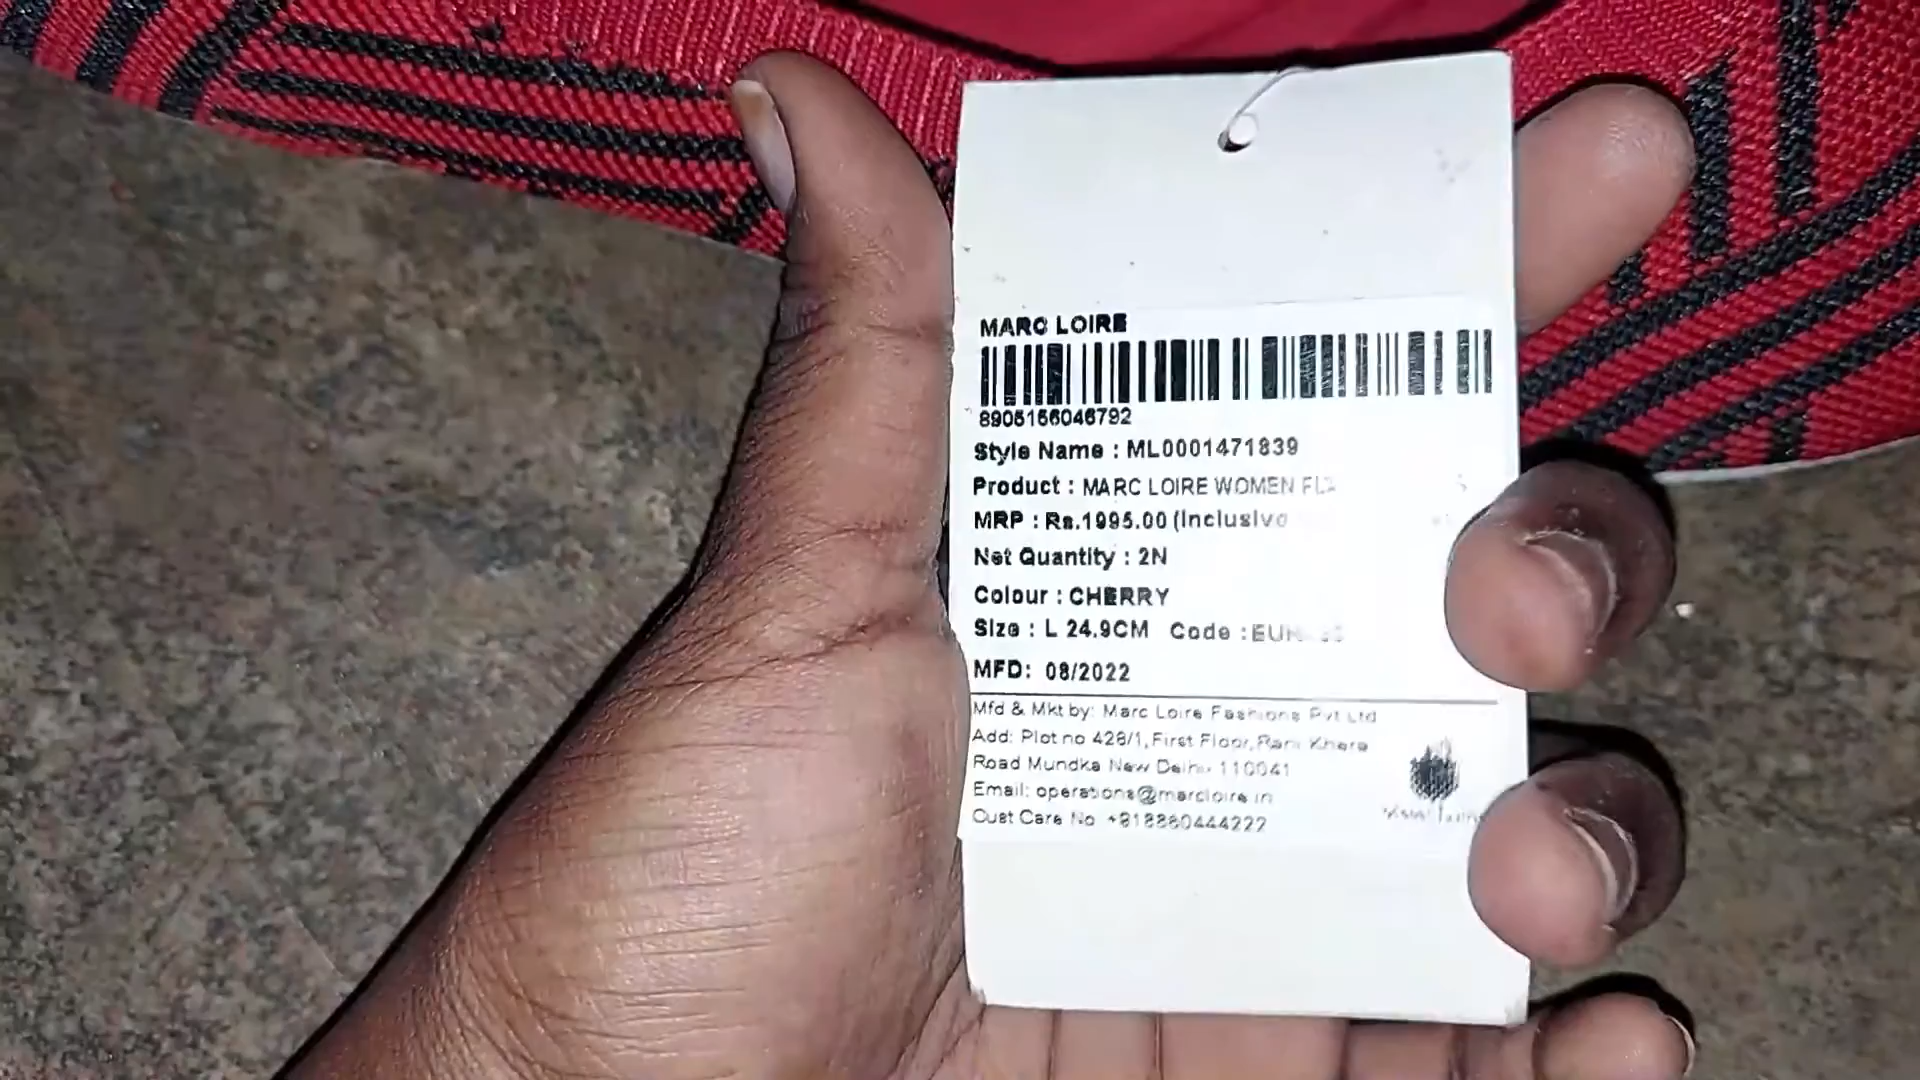 MARC LOIRE
8905156046792
Style Name : ML0001471839
Product : MARC LOIRE WOMEN
MRP : Rs.1995.00 (Inclusive
Net Quantity : 2N
Colour : CHERRY
Size : L 24.9CM Code :
MFD: 08/2022
Mfd & Mkt by: Marc Loire Fashions Pvt Ltd
Add: Plot no 428/1, First Floor, Rani Khera
Road Mundka New Delhi- 110041
Email: operations@marcloire.in
Cust Care No +918880444222